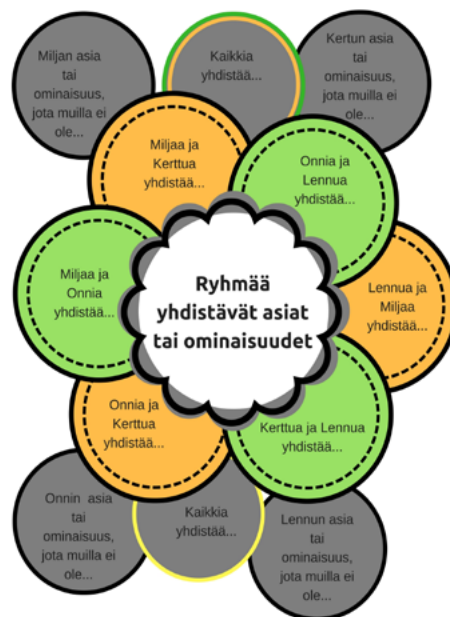 Miljan asia
tai
ominaisuus,
jota muilla ei
ole...
Kaikkia
yhdistää...
Kertun asia
tai
ominaisuus,
jota muilla ei
ole...
Miljaa ja
Kerttua
yhdistää...
Onnia ja
Lennua
yhdistää...
Miljaa ja
Onnia
yhdistää...
Ryhmää
yhdistävät asiat
tai ominaisuudet
Lennua ja
Miljaa
yhdistää...
Onnia ja
Kerttua
yhdistää...
Kerttua ja Lennua
yhdistää...
Onnin asia
tai
ominaisuus,
jota muilla ei
ole...
Kaikkia
yhdistää...
Lennun asia
tai
ominaisuus,
jota muilla ei
ole...